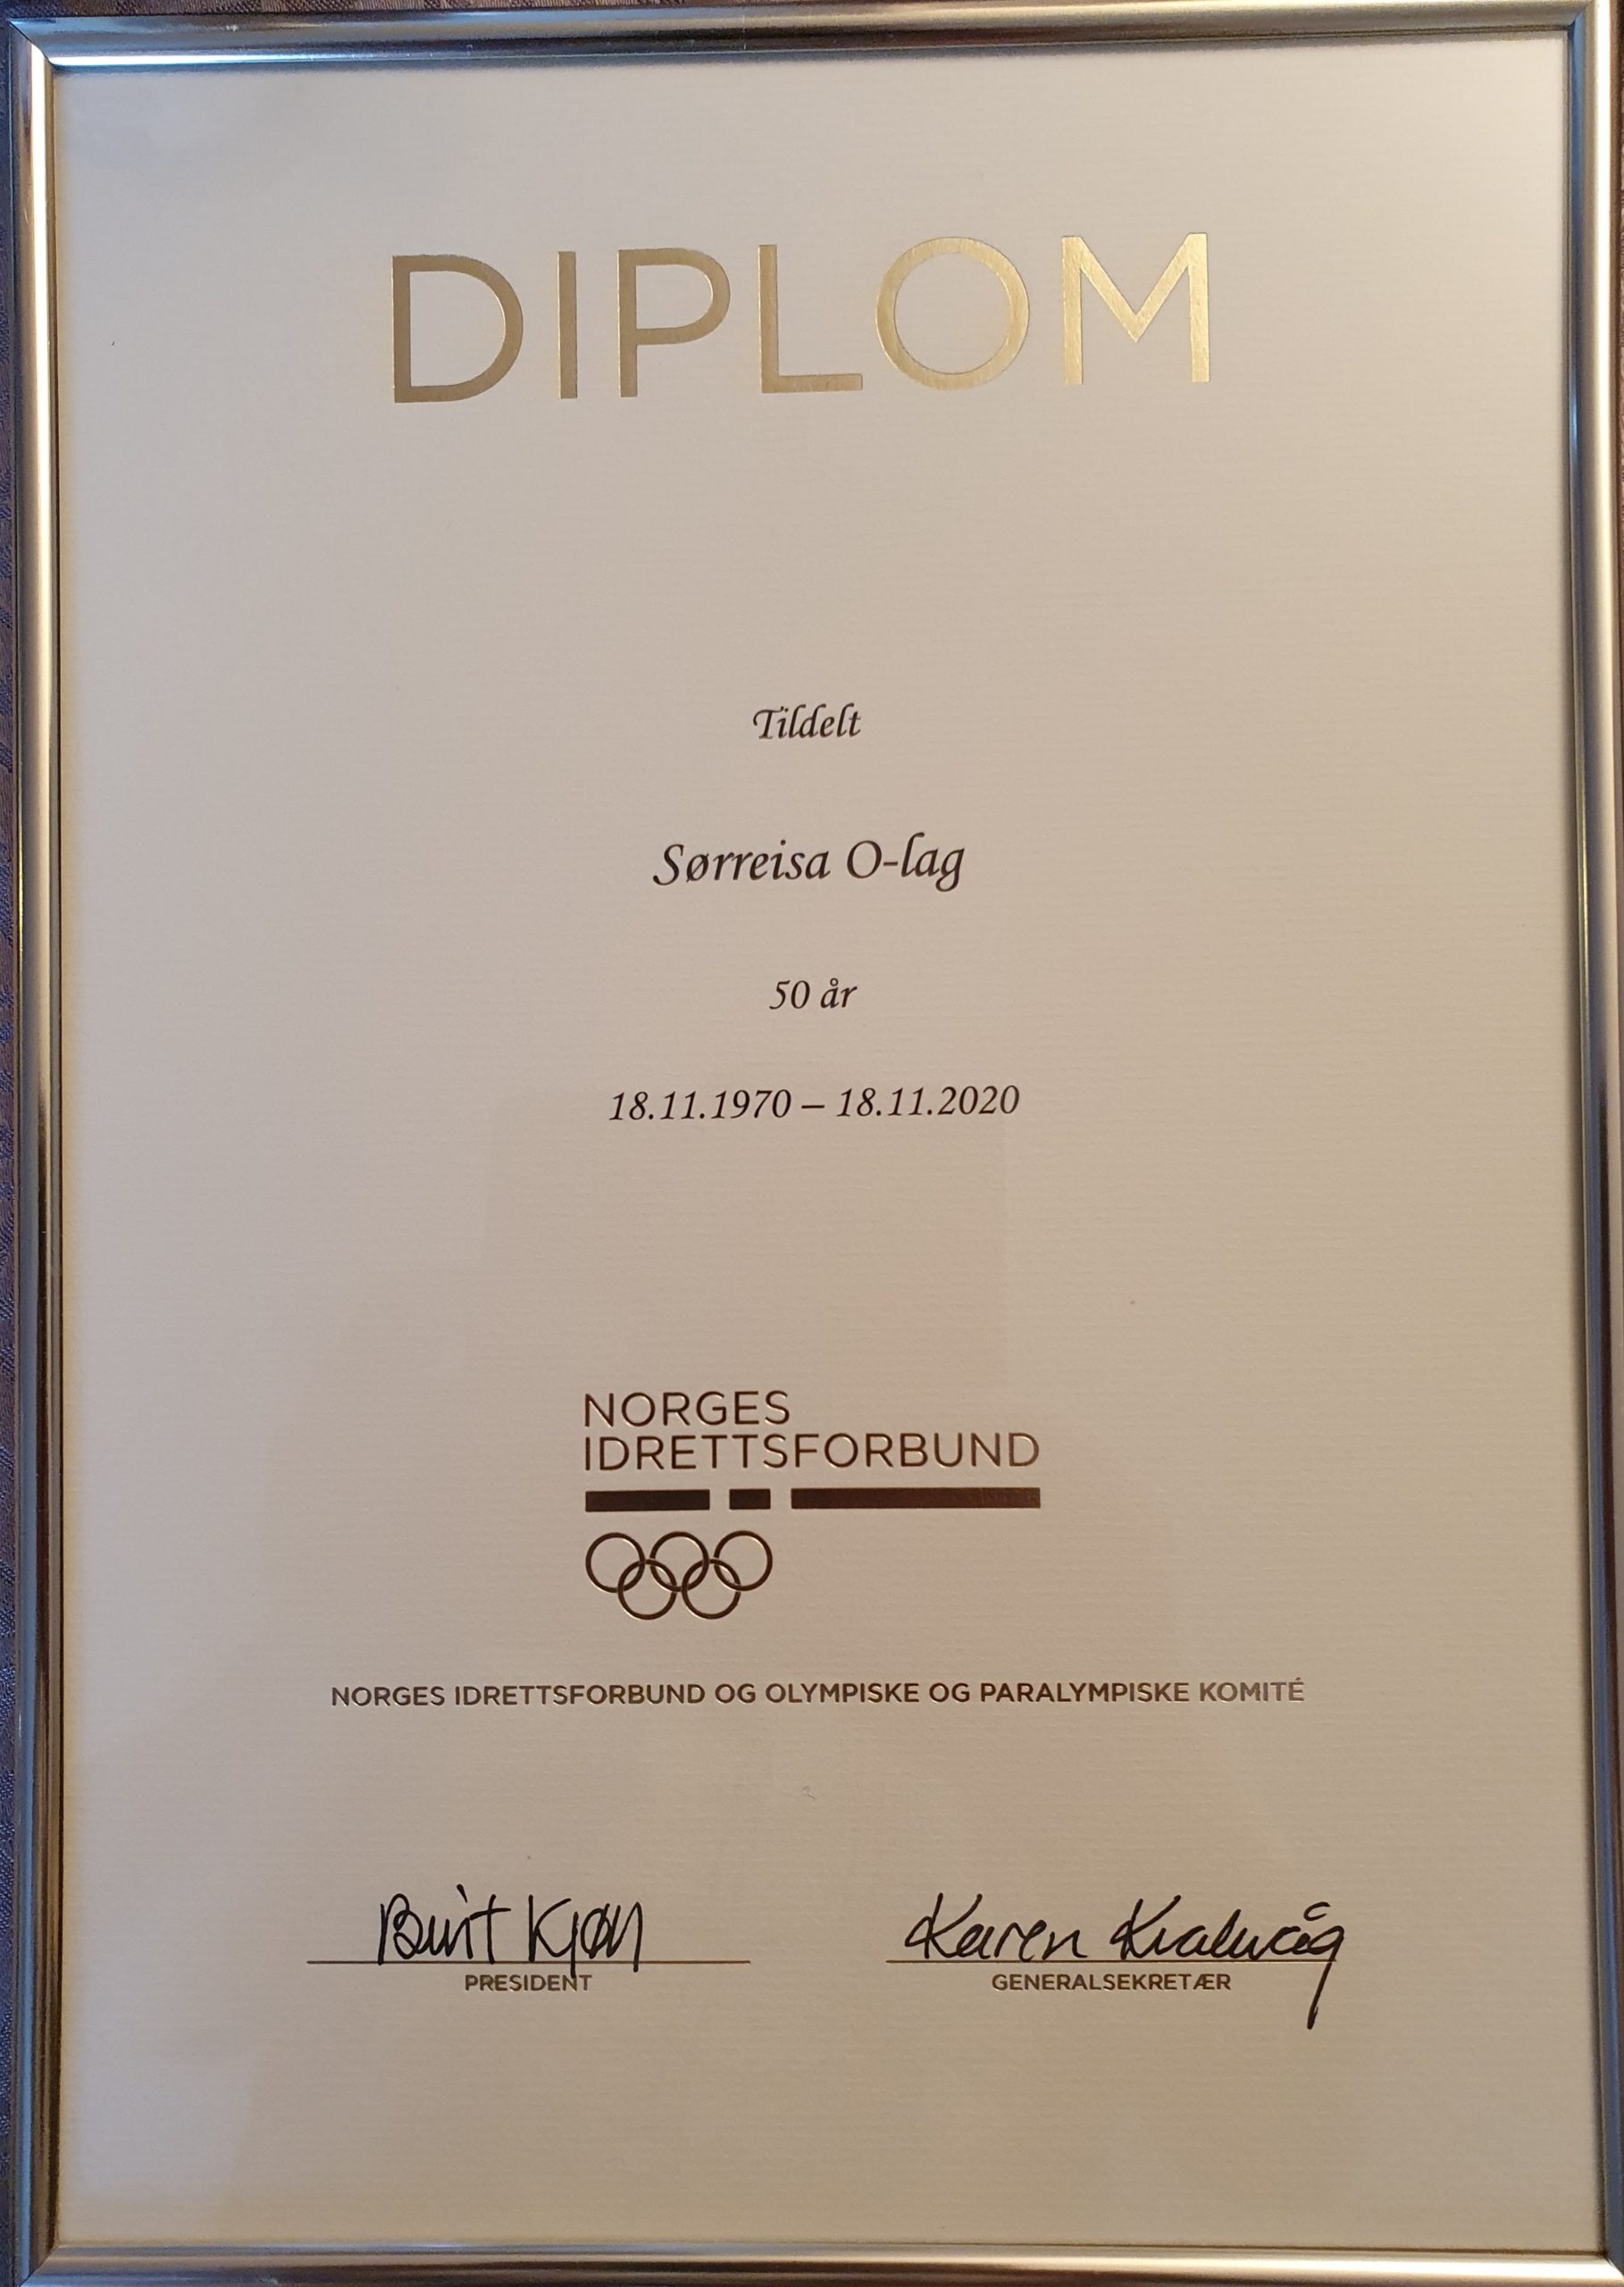 DIPLOM
Tildelt
Sørreisa O-lag
50 år
18.11.1970 – 18.11.2020
NORGES
IDRETTSFORBUND
NORGES IDRETTSFORBUND OG OLYMPISKE OG PARALYMPISKE KOMITÉ
Berit Kjøll
Karen Kvalevåg
PRESIDENT
GENERALSEKRETÆR